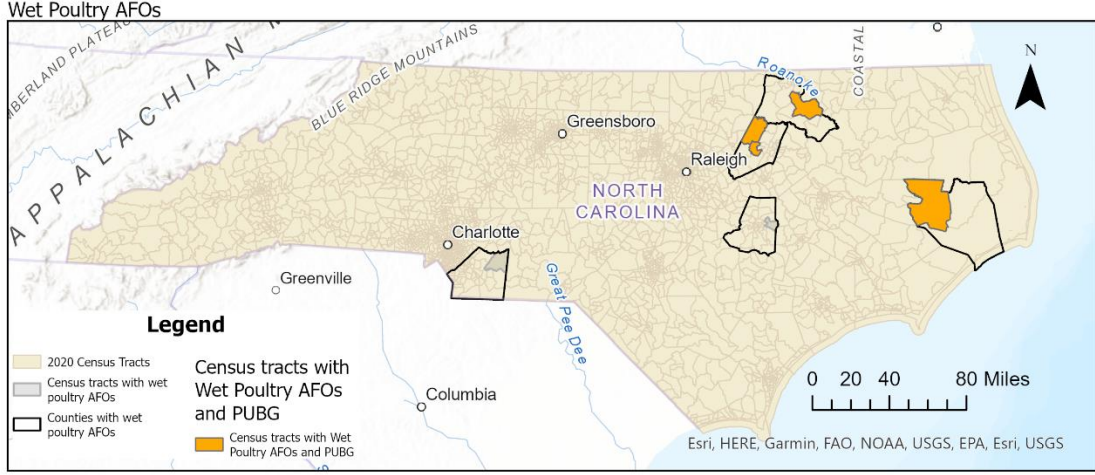 Wet Poultry AFOs
MBERLAND PLATEAU
APPALACHIAN M
BLUE RIDGE MOUNTAINS
Roanoke
COASTAL
N
Greensboro
Raleigh
NORTH
CAROLINA
Charlotte
Greenville
Great Pee Dee
Columbia
Legend
2020 Census Tracts
Census tracts with wet
poultry AFOs
Counties with wet
poultry AFOs
Census tracts with
Wet Poultry AFOs
and PUBG
Census tracts with Wet
Poultry AFOs and PUBG
0 20 40 80 Miles
Esri, HERE, Garmin, FAO, NOAA, USGS, EPA, Esri, USGS